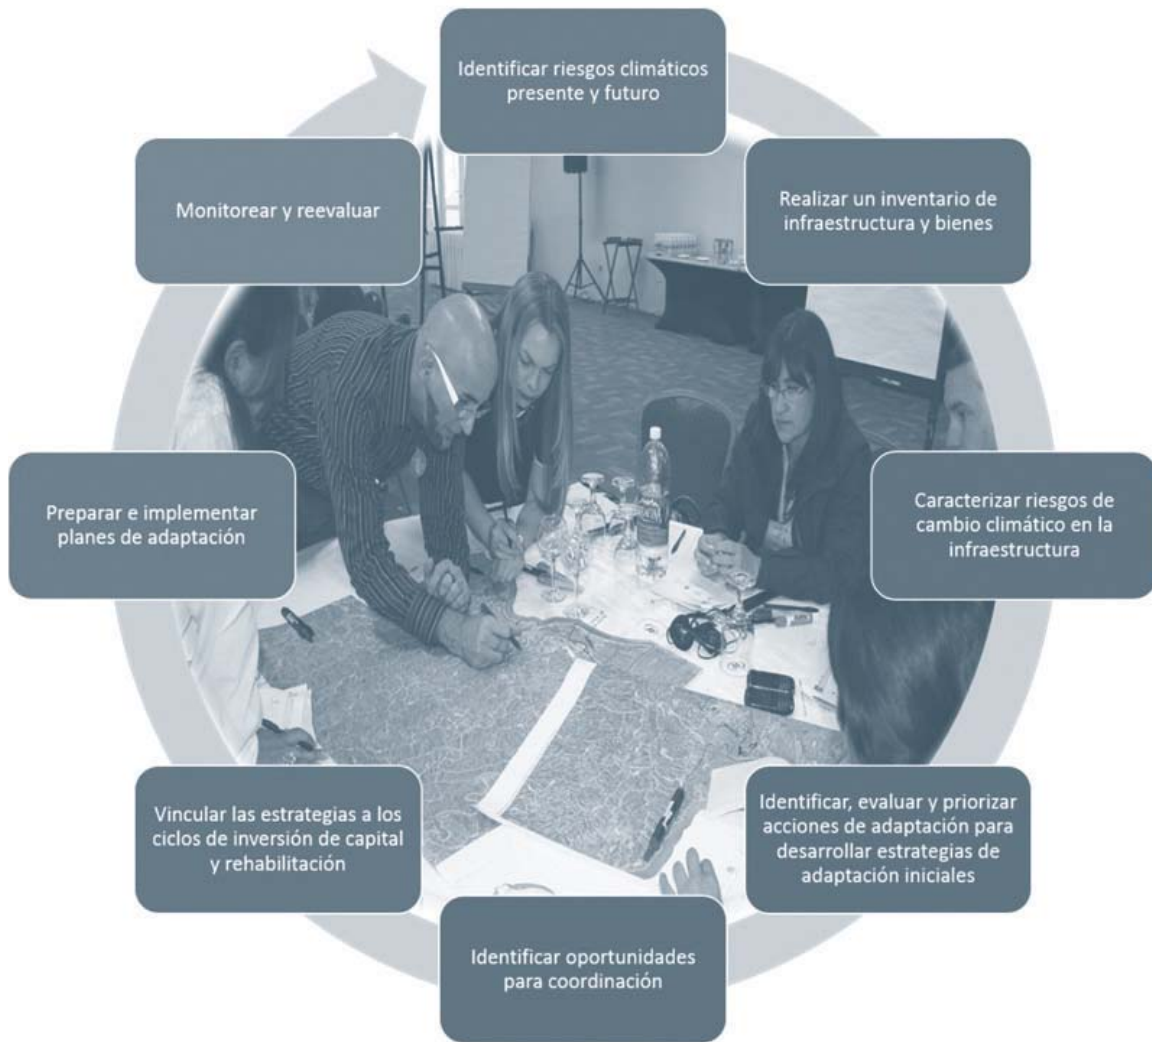 Identificar riesgos climáticos
presente y futuro
Realizar un inventario de
infraestructura y bienes
Caracterizar riesgos de
cambio climático en la
infraestructura
Identificar, evaluar y priorizar
acciones de adaptación para
desarrollar estrategias de
adaptación iniciales
Identificar oportunidades
para coordinación
Vincular las estrategias a los
ciclos de inversión de capital
y rehabilitación
Preparar e implementar
planes de adaptación
Monitorear y reevaluar